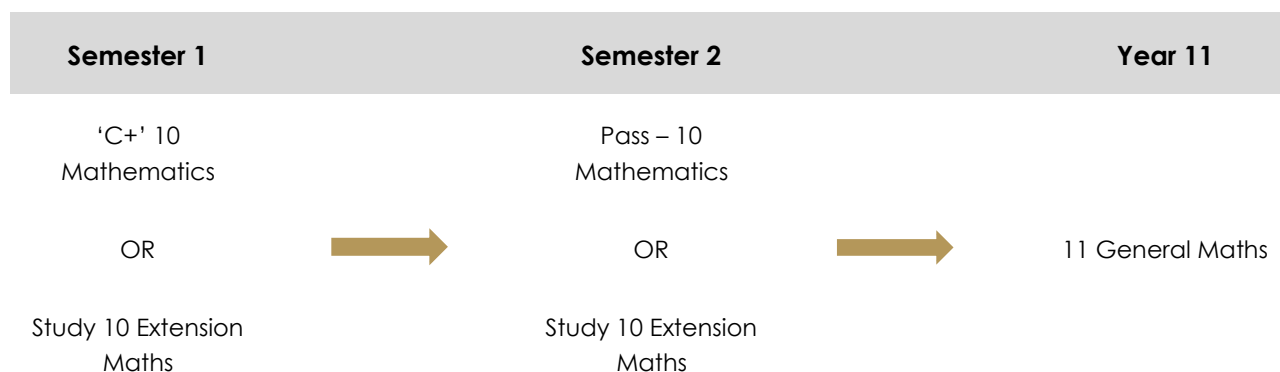 Semester 1
Semester 2
Year 11
‘C+’ 10
Mathematics
OR
Study 10 Extension
Maths
Pass – 10
Mathematics
OR
Study 10 Extension
Maths
11 General Maths